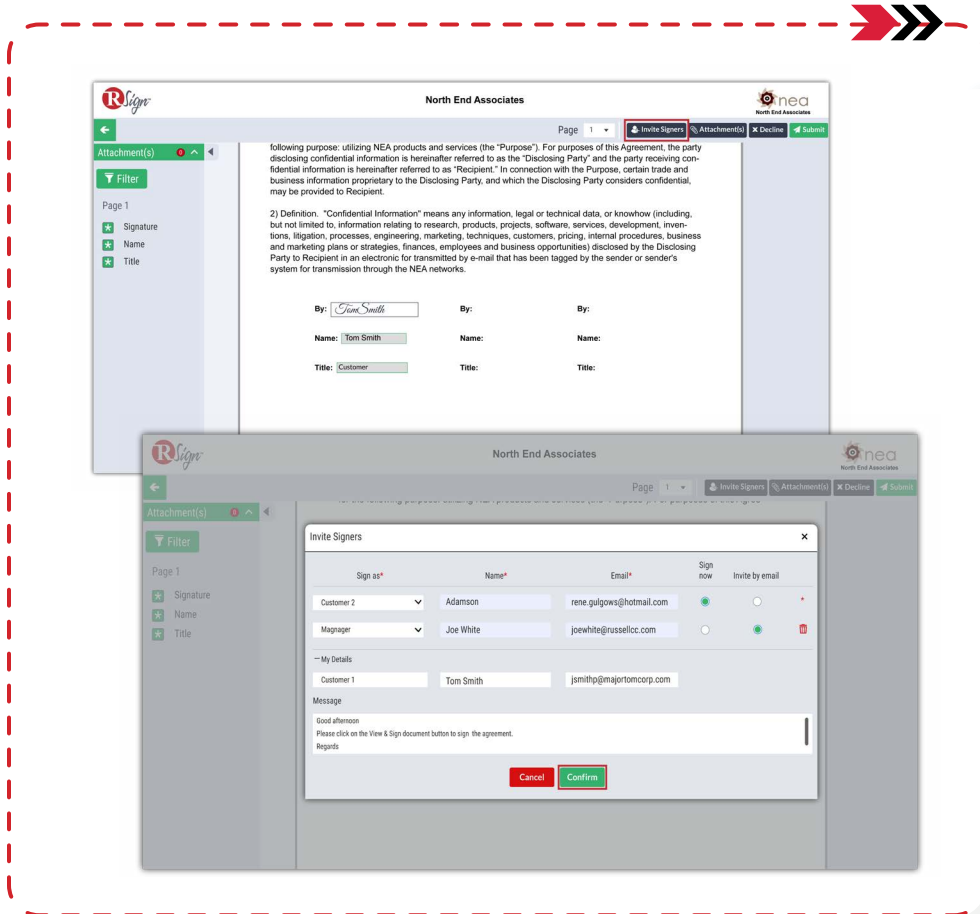 RSign
North End Associates
nea
North End Associates
Page 1
Invite Signers
Attachment(s)
Decline
Submit
Attachment(s) 0
Filter
Page 1
Signature
Name
Title
following purpose: utilizing NEA products and services (the “Purpose”). For purposes of this Agreement, the party
disclosing confidential information is hereinafter referred to as the “Disclosing Party” and the party receiving con-
fidential information is hereinafter referred to as “Recipient.” In connection with the Purpose, certain trade and
business information proprietary to the Disclosing Party, and which the Disclosing Party considers confidential,
may be provided to Recipient.
2) Definition. "Confidential Information" means any information, legal or technical data, or knowhow (including,
but not limited to, information relating to research, products, projects, software, services, development, inven-
tions, litigation, processes, engineering, marketing, techniques, customers, pricing, internal procedures, business
and marketing plans or strategies, finances, employees and business opportunities) disclosed by the Disclosing
Party to Recipient in an electronic for transmitted by e-mail that has been tagged by the sender or sender's
system for transmission through the NEA networks.
By: TomSmith By: By:
Name: Tom Smith Name: Name:
Title: Customer Title: Title:
RSign
North End Associates
nea
North End Associates
Page 1
Invite Signers
Attachment(s)
Decline
Submit
Attachment(s) 0
Filter
Page 1
Signature
Name
Title
Invite Signers
Sign as* Name* Email* Sign now Invite by email
Customer 2 Adamson rene.gulgows@hotmail.com *
Magnager Joe White joewhite@russellcc.com
My Details
Customer 1 Tom Smith jsmithp@majortomcorp.com
Message
Good afternoon
Please click on the View & Sign document button to sign the agreement.
Regards
Cancel Confirm